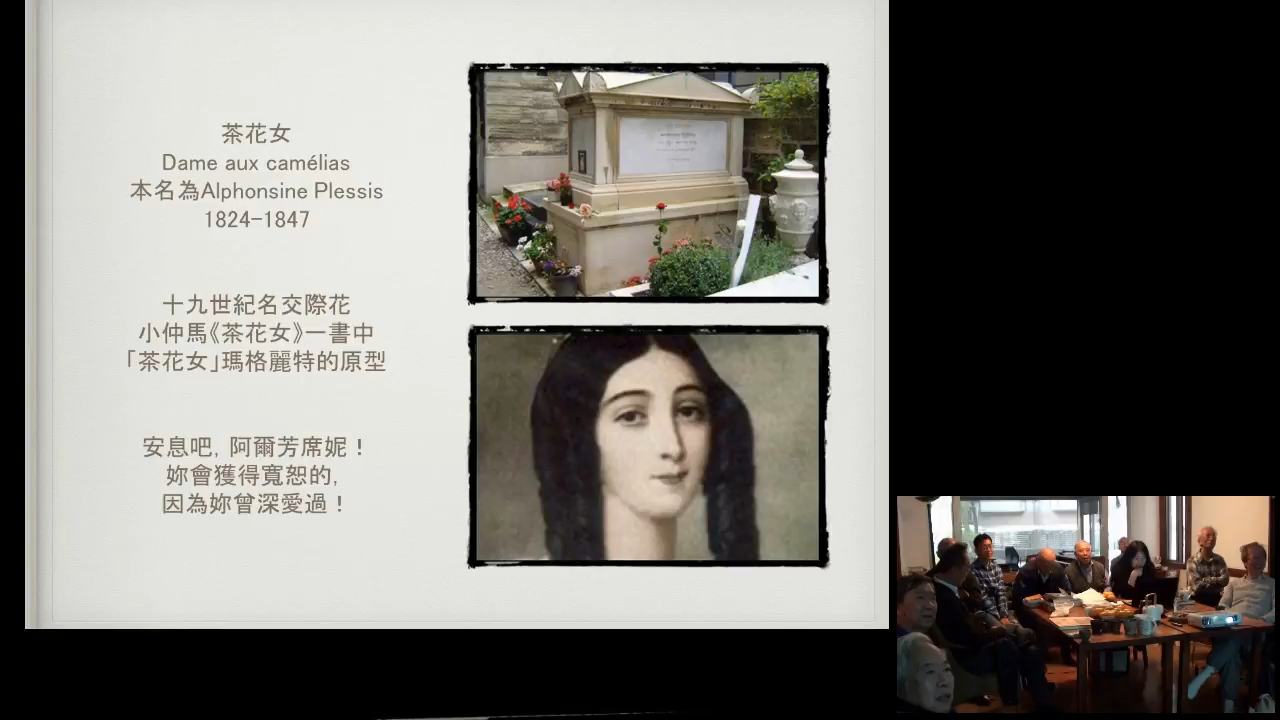 茶花女
Dame aux camélias
本名為Alphonsine Plessis
1824-1847
十九世紀名交際花
小仲馬《茶花女》一書中
「茶花女」瑪格麗特的原型
安息吧,阿爾芳席妮!
妳會獲得寬恕的,
因為妳曾深愛過!